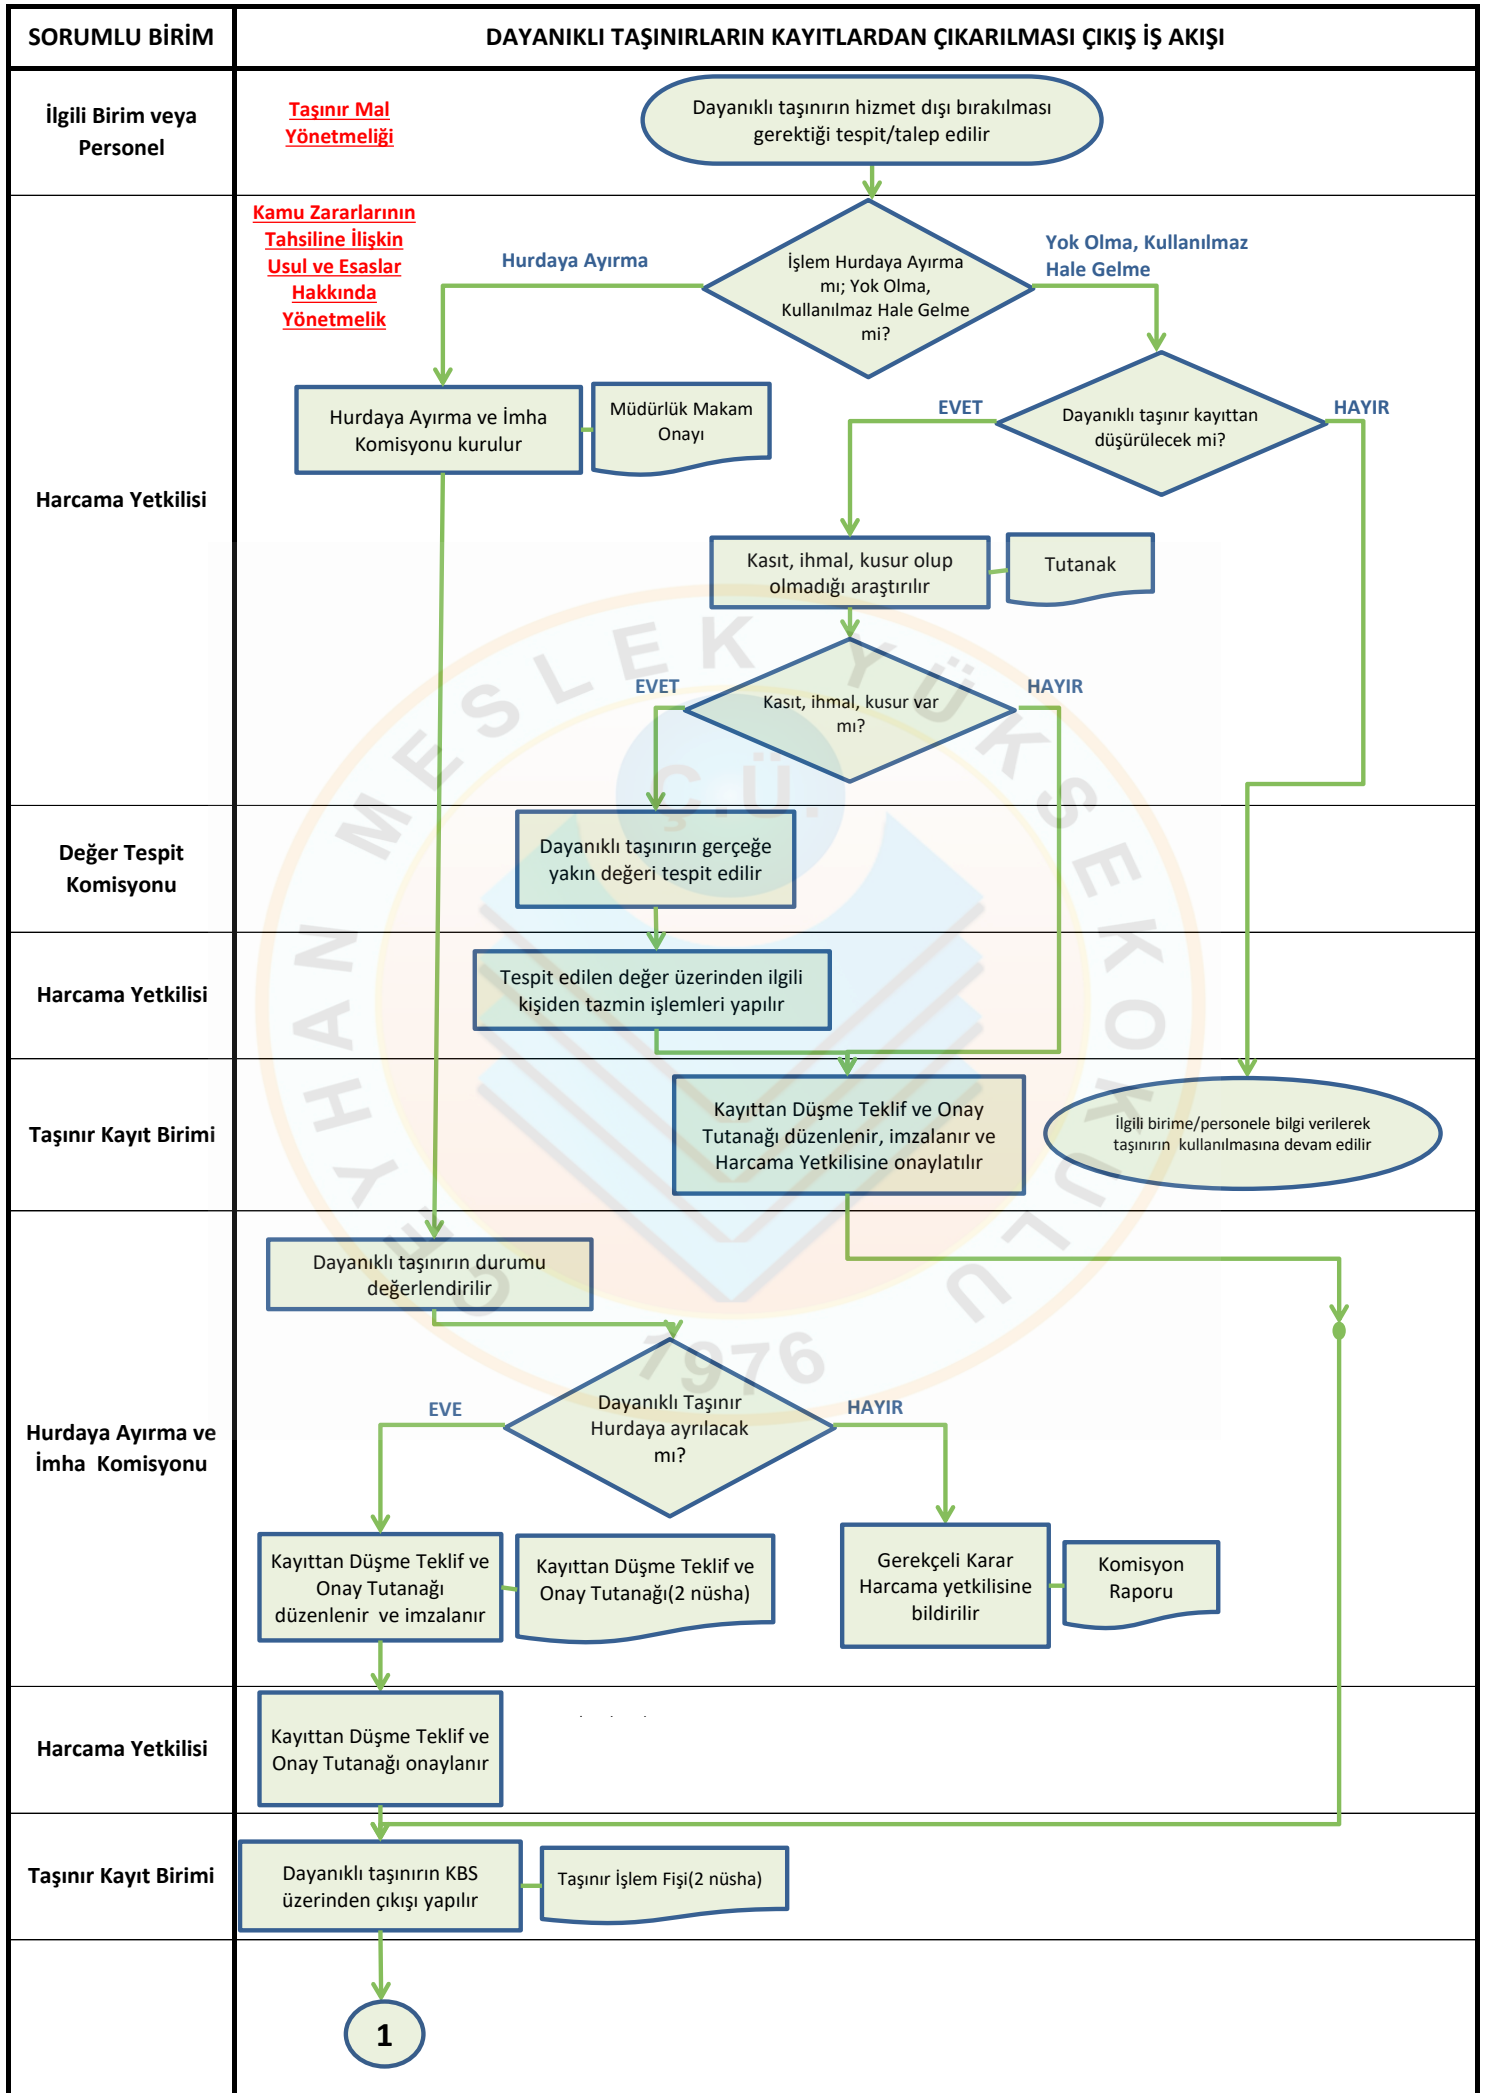 SORUMLU BİRİM
DAYANIKLI TAŞINIRLARIN KAYITLARDAN ÇIKARILMASI ÇIKIŞ İŞ AKIŞI
İlgili Birim veya
Personel
Taşınır Mal
Yönetmeliği
Dayanıklı taşınırın hizmet dışı bırakılması
gerektiği tespit/talep edilir
Harcama Yetkilisi
Kamu Zararlarının
Tahsiline İlişkin
Usul ve Esaslar
Hakkında
Yönetmelik
Hurdaya Ayırma
İşlem Hurdaya Ayırma
mı; Yok Olma,
Kullanılmaz Hale Gelme
mi?
Yok Olma, Kullanılmaz
Hale Gelme
Hurdaya Ayırma ve İmha
Komisyonu kurulur
Müdürlük Makam
Onayı
EVET
Dayanıklı taşınır kayıttan
düşürülecek mi?
HAYIR
Kasıt, ihmal, kusur olup
olmadığı araştırılır
Tutanak
EVET
Kasıt, ihmal, kusur var
mı?
HAYIR
Değer Tespit
Komisyonu
Dayanıklı taşınırın gerçeğe
yakın değeri tespit edilir
Harcama Yetkilisi
Tespit edilen değer üzerinden ilgili
kişiden tazmin işlemleri yapılır
Taşınır Kayıt Birimi
Kayıttan Düşme Teklif ve Onay
Tutanağı düzenlenir, imzalanır ve
Harcama Yetkilisine onaylatılır
İlgili birime/personele bilgi verilerek
taşınırın kullanılmasına devam edilir
Hurdaya Ayırma ve
İmha Komisyonu
Dayanıklı taşınırın durumu
değerlendirilir
EVE
Dayanıklı Taşınır
Hurdaya ayrılacak
mı?
HAYIR
Kayıttan Düşme Teklif ve
Onay Tutanağı
düzenlenir ve imzalanır
Kayıttan Düşme Teklif ve
Onay Tutanağı(2 nüsha)
Gerekçeli Karar
Harcama yetkilisine
bildirilir
Komisyon
Raporu
Harcama Yetkilisi
Kayıttan Düşme Teklif ve
Onay Tutanağı onaylanır
Taşınır Kayıt Birimi
Dayanıklı taşınırın KBS
üzerinden çıkışı yapılır
Taşınır İşlem Fişi(2 nüsha)
1
CEYHAN MESLEK YÜKSEKOKULU
Ç.Ü.
1976